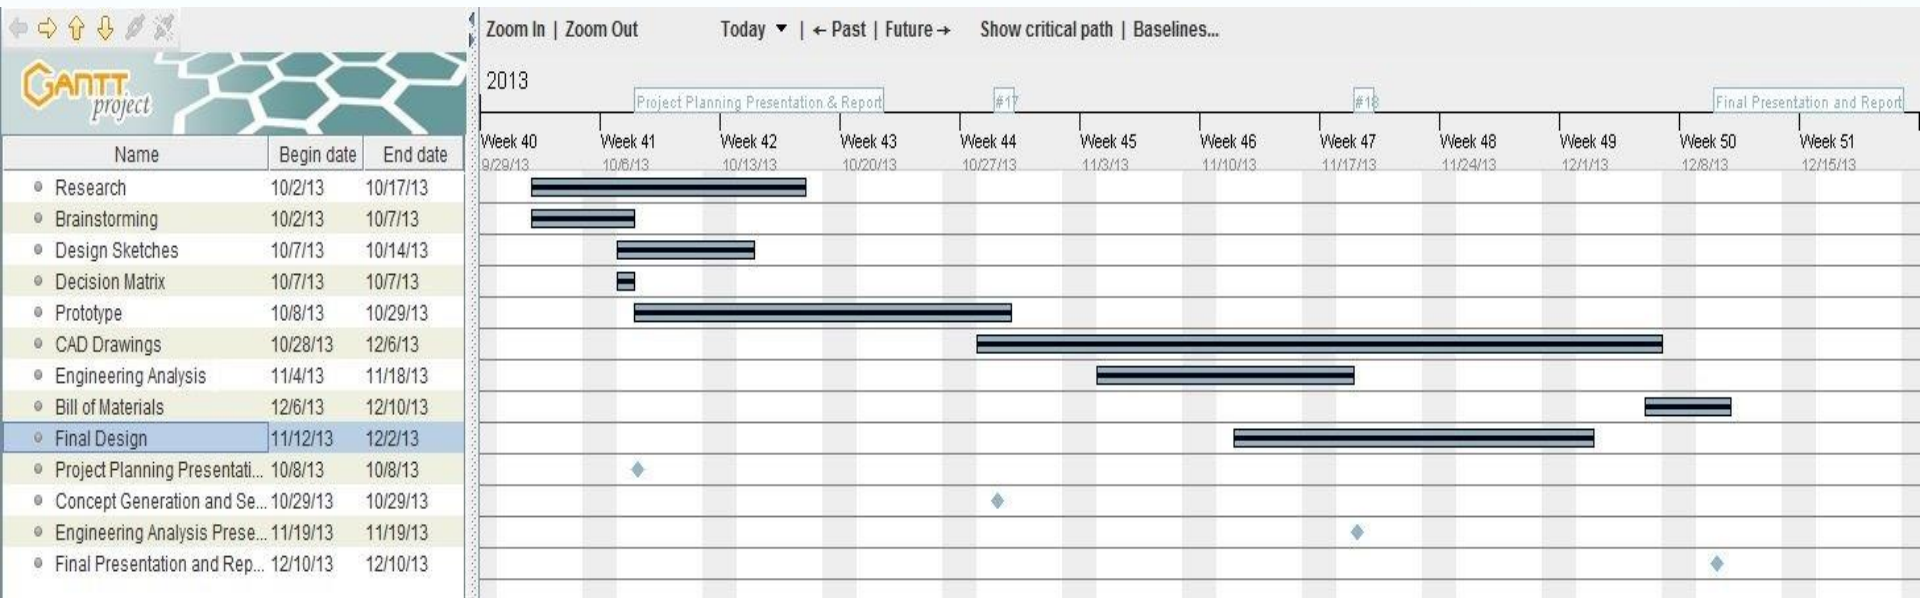 Zoom In | Zoom Out Today ▼ | ← Past | Future → Show critical path | Baselines...
GANTT
project
2013
Project Planning Presentation & Report #17 #18 Final Presentation and Report
Week 40 Week 41 Week 42 Week 43 Week 44 Week 45 Week 46 Week 47 Week 48 Week 49 Week 50 Week 51
9/29/13 10/6/13 10/13/13 10/20/13 10/27/13 11/3/13 11/10/13 11/17/13 11/24/13 12/1/13 12/8/13 12/15/13
Name Begin date End date
Research 10/2/13 10/17/13
Brainstorming 10/2/13 10/7/13
Design Sketches 10/7/13 10/14/13
Decision Matrix 10/7/13 10/7/13
Prototype 10/8/13 10/29/13
CAD Drawings 10/28/13 12/6/13
Engineering Analysis 11/4/13 11/18/13
Bill of Materials 12/6/13 12/10/13
Final Design 11/12/13 12/2/13
Project Planning Presentati... 10/8/13 10/8/13
Concept Generation and Se... 10/29/13 10/29/13
Engineering Analysis Prese... 11/19/13 11/19/13
Final Presentation and Rep... 12/10/13 12/10/13